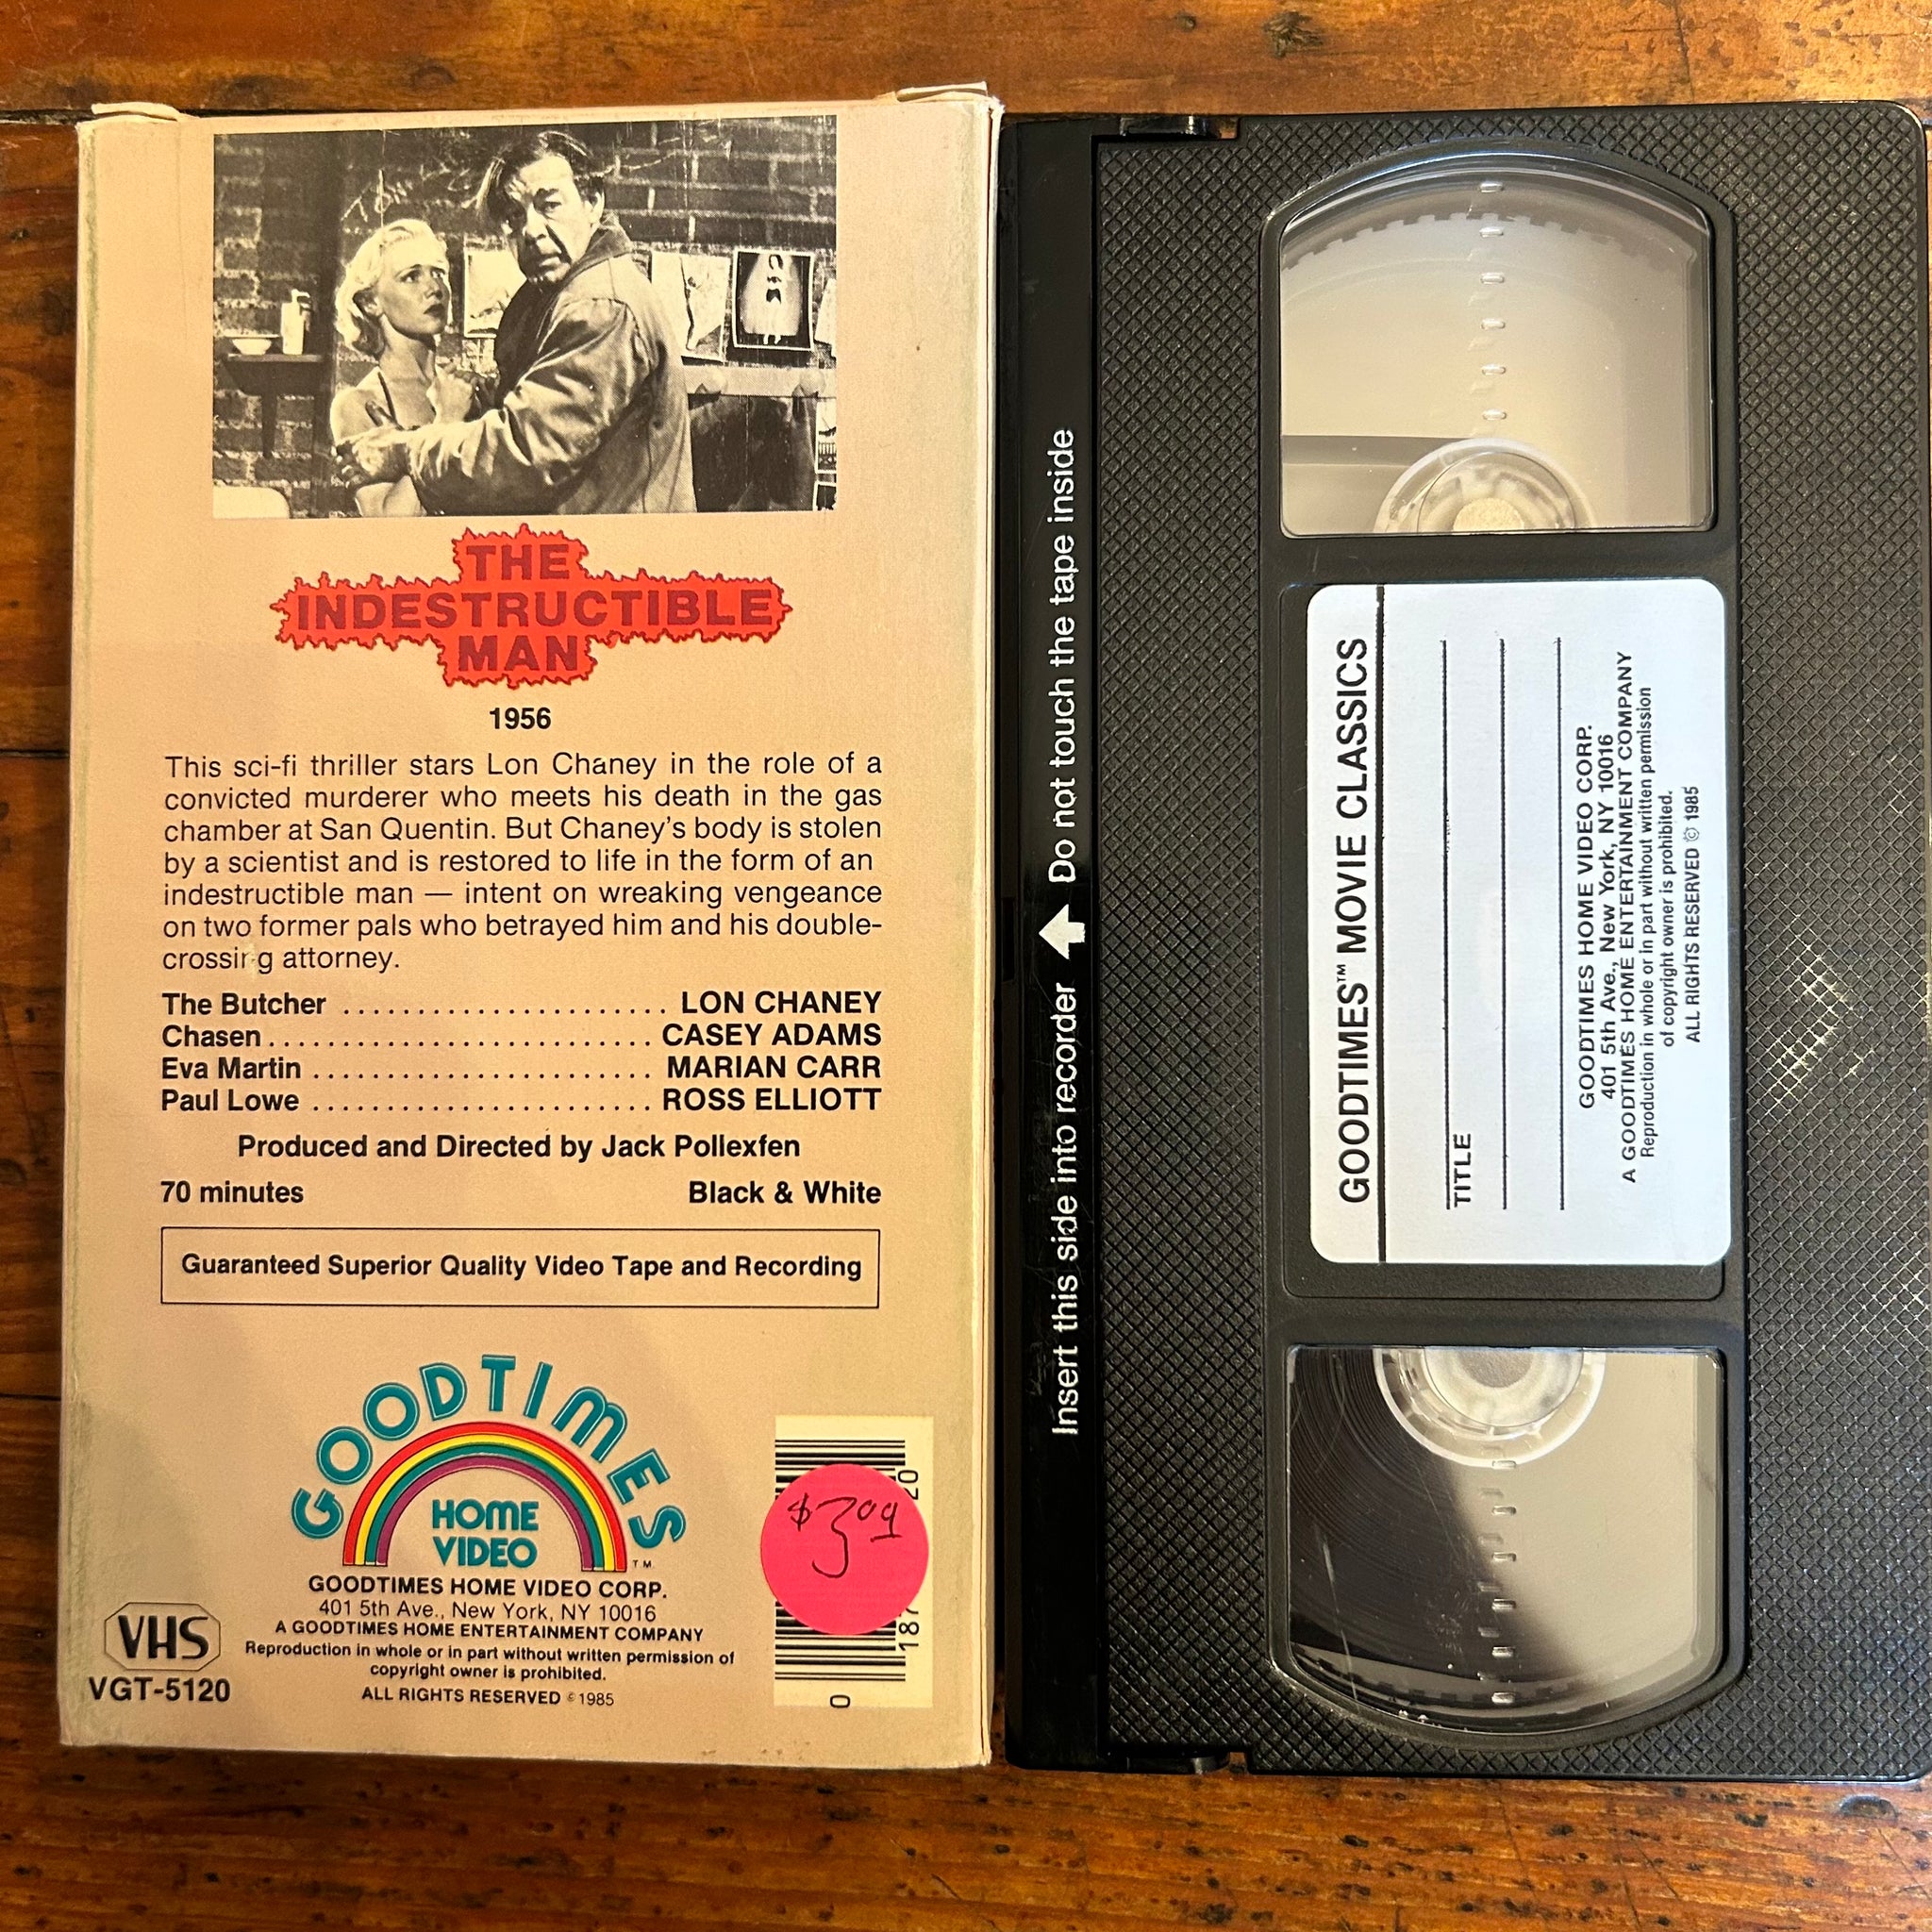 THE
INDESTRUCTIBLE
MAN
1956
This sci-fi thriller stars Lon Chaney in the role of a
convicted murderer who meets his death in the gas
chamber at San Quentin. But Chaney's body is stolen
by a scientist and is restored to life in the form of an
indestructible man — intent on wreaking vengeance
on two former pals who betrayed him and his double-
crossing attorney.
The Butcher ...................... LON CHANEY
Chasen .......................... CASEY ADAMS
Eva Martin ....................... MARIAN CARR
Paul Lowe ....................... ROSS ELLIOTT
Produced and Directed by Jack Pollexfen
70 minutes Black & White
Guaranteed Superior Quality Video Tape and Recording
GOODTIMES
HOME
VIDEO
T.M.
GOODTIMES HOME VIDEO CORP.
401 5th Ave., New York, NY 10016
A GOODTIMES HOME ENTERTAINMENT COMPANY
Reproduction in whole or in part without written permission of
copyright owner is prohibited.
ALL RIGHTS RESERVED ©1985
VHS
VGT-5120
$3.09
0 187 20
Insert this side into recorder Do not touch the tape inside
GOODTIMES™ MOVIE CLASSICS
TITLE
GOODTIMES HOME VIDEO CORP.
401 5th Ave., New York, NY 10016
A GOODTIMES HOME ENTERTAINMENT COMPANY
Reproduction in whole or in part without written permission
of copyright owner is prohibited.
ALL RIGHTS RESERVED © 1985